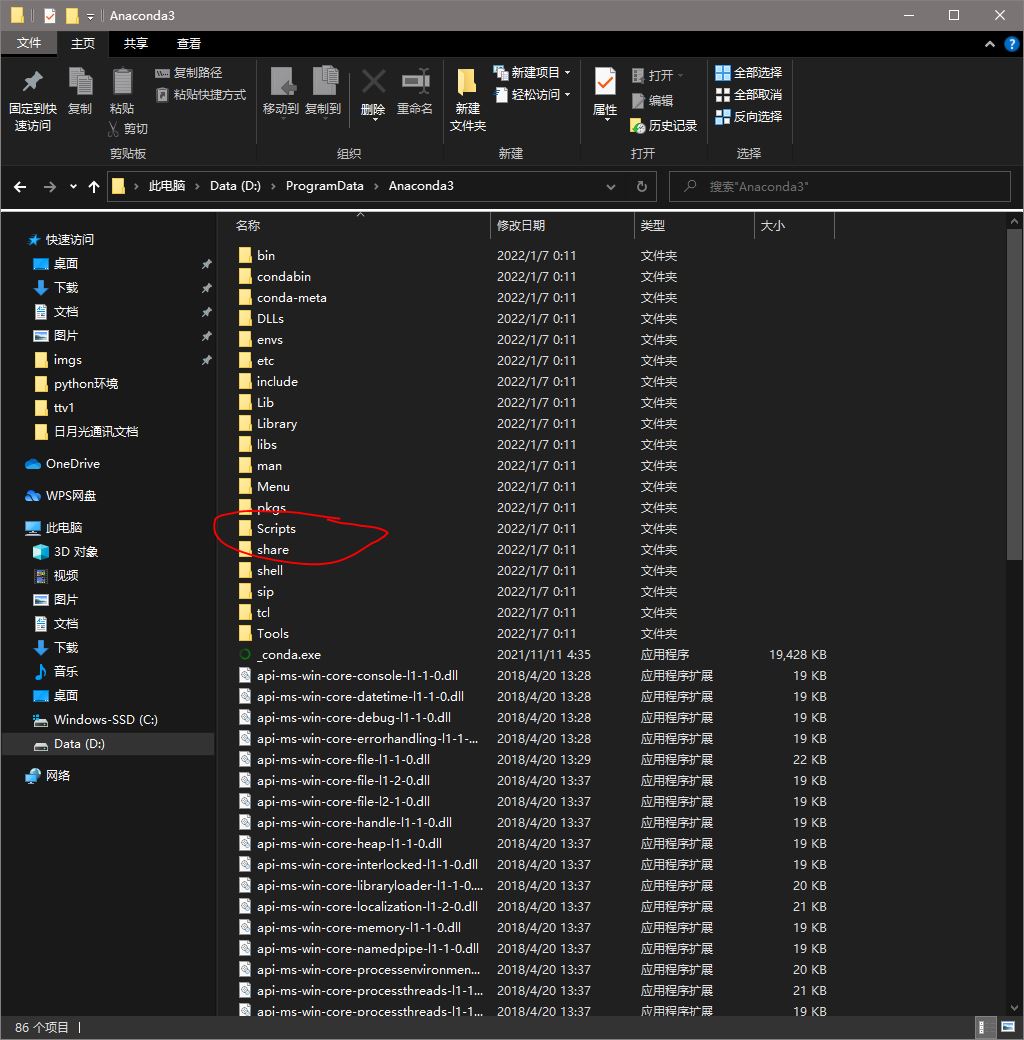 Anaconda3
文件 主页 共享 查看
固定到快速访问
复制
粘贴
复制路径
粘贴快捷方式
剪切
剪贴板
移动到 复制到 删除 重命名
组织
新建文件夹
新建项目
轻松访问
新建
属性
打开
编辑
历史记录
打开
全部选择
全部取消
反向选择
选择
此电脑 Data (D:) ProgramData Anaconda3
搜索"Anaconda3"
快速访问
桌面
下载
文档
图片
imgs
python环境
ttv1
日月光通讯文档
OneDrive
WPS网盘
此电脑
3D 对象
视频
图片
文档
下载
音乐
桌面
Windows-SSD (C:)
Data (D:)
网络
名称 修改日期 类型 大小
bin 2022/1/7 0:11 文件夹
condabin 2022/1/7 0:11 文件夹
conda-meta 2022/1/7 0:11 文件夹
DLLs 2022/1/7 0:11 文件夹
envs 2022/1/7 0:11 文件夹
etc 2022/1/7 0:11 文件夹
include 2022/1/7 0:11 文件夹
Lib 2022/1/7 0:11 文件夹
Library 2022/1/7 0:11 文件夹
libs 2022/1/7 0:11 文件夹
man 2022/1/7 0:11 文件夹
Menu 2022/1/7 0:11 文件夹
pkgs 2022/1/7 0:11 文件夹
Scripts 2022/1/7 0:11 文件夹
share 2022/1/7 0:11 文件夹
shell 2022/1/7 0:11 文件夹
sip 2022/1/7 0:11 文件夹
tcl 2022/1/7 0:11 文件夹
Tools 2022/1/7 0:11 文件夹
_conda.exe 2021/11/11 4:35 应用程序 19,428 KB
api-ms-win-core-console-l1-1-0.dll 2018/4/20 13:28 应用程序扩展 19 KB
api-ms-win-core-datetime-l1-1-0.dll 2018/4/20 13:28 应用程序扩展 19 KB
api-ms-win-core-debug-l1-1-0.dll 2018/4/20 13:28 应用程序扩展 19 KB
api-ms-win-core-errorhandling-l1-1-... 2018/4/20 13:28 应用程序扩展 19 KB
api-ms-win-core-file-l1-1-0.dll 2018/4/20 13:29 应用程序扩展 22 KB
api-ms-win-core-file-l1-2-0.dll 2018/4/20 13:37 应用程序扩展 19 KB
api-ms-win-core-file-l2-1-0.dll 2018/4/20 13:37 应用程序扩展 19 KB
api-ms-win-core-handle-l1-1-0.dll 2018/4/20 13:37 应用程序扩展 19 KB
api-ms-win-core-heap-l1-1-0.dll 2018/4/20 13:37 应用程序扩展 19 KB
api-ms-win-core-interlocked-l1-1-0.dll 2018/4/20 13:37 应用程序扩展 19 KB
api-ms-win-core-libraryloader-l1-1-0.... 2018/4/20 13:37 应用程序扩展 20 KB
api-ms-win-core-localization-l1-2-0.dll 2018/4/20 13:37 应用程序扩展 21 KB
api-ms-win-core-memory-l1-1-0.dll 2018/4/20 13:37 应用程序扩展 19 KB
api-ms-win-core-namedpipe-l1-1-0.dll 2018/4/20 13:37 应用程序扩展 19 KB
api-ms-win-core-processenvironmen... 2018/4/20 13:37 应用程序扩展 20 KB
api-ms-win-core-processthreads-l1-1... 2018/4/20 13:37 应用程序扩展 21 KB
api-ms-win-core-processthreads-l1-1... 2018/4/20 13:37 应用程序扩展 19 KB
86 个项目